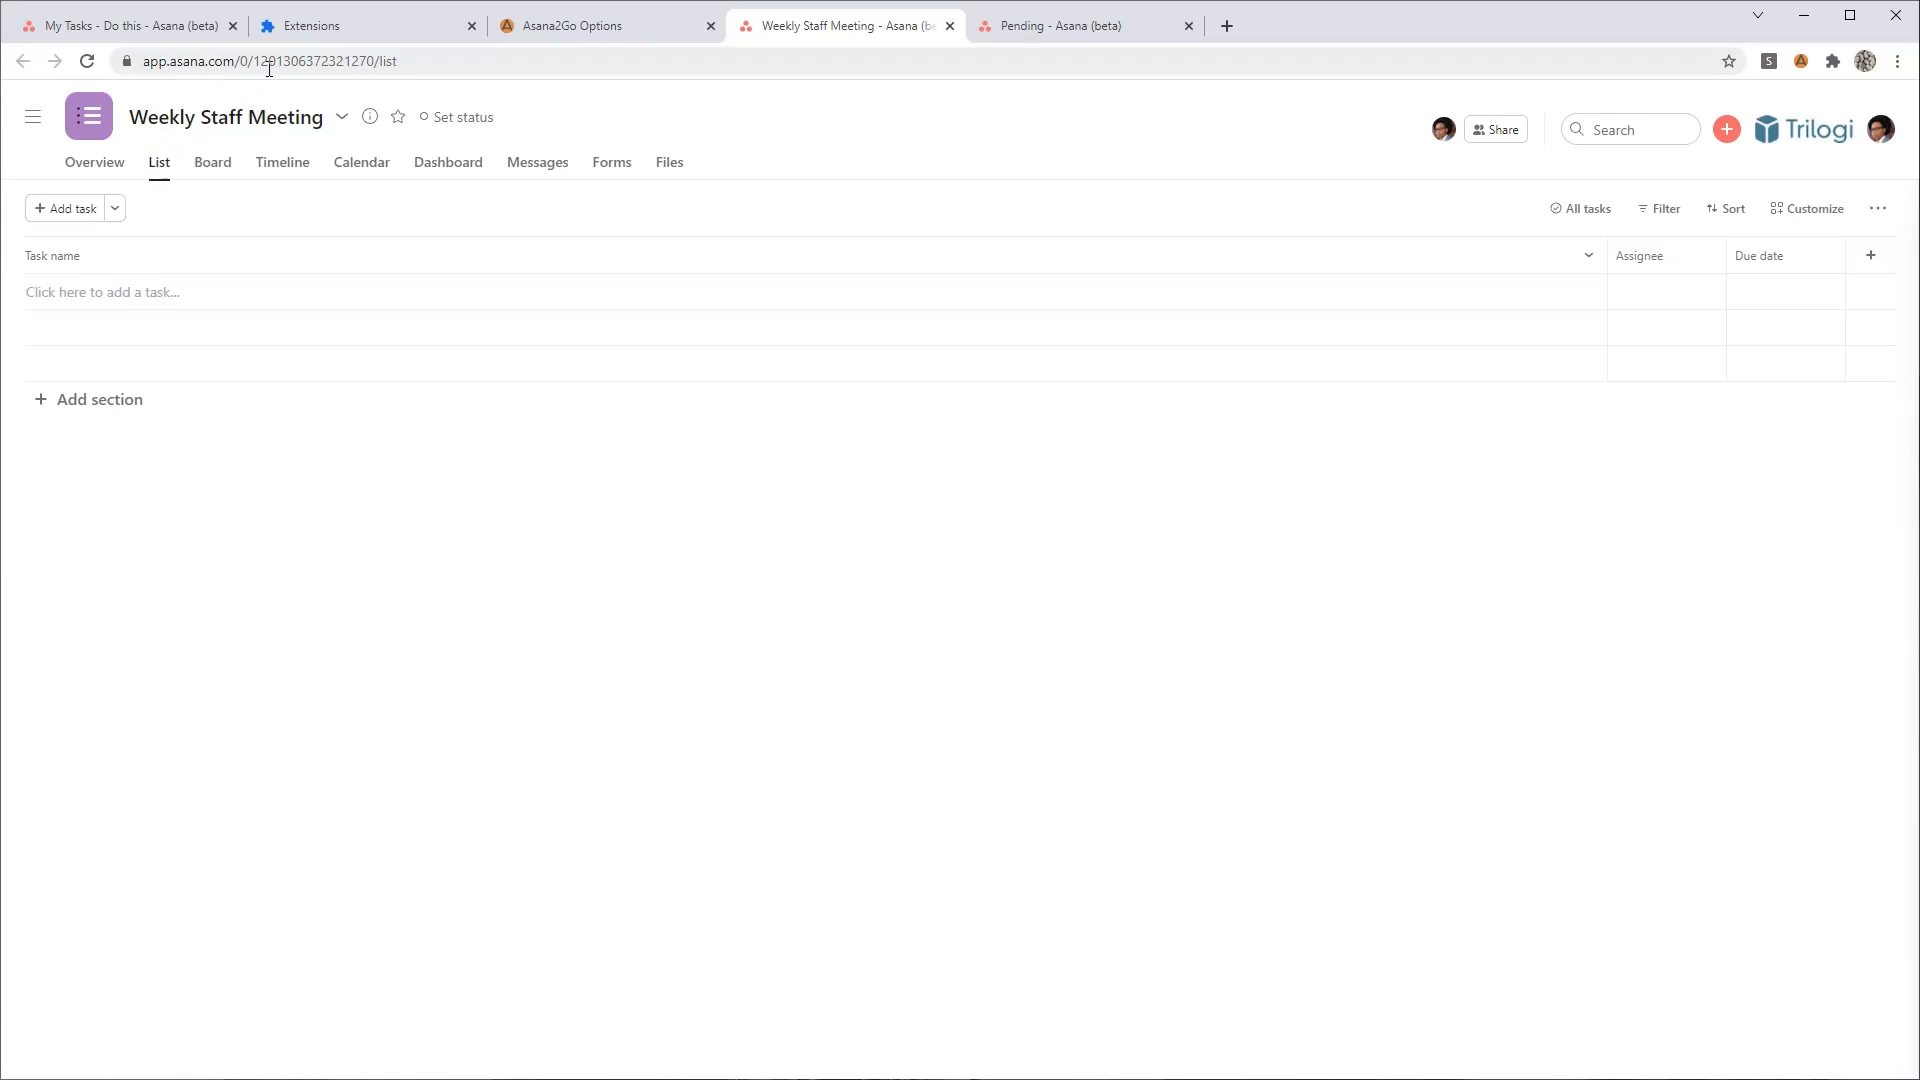 My Tasks - Do this - Asana (beta)
Extensions
Asana2Go Options
Weekly Staff Meeting - Asana (be
Pending - Asana (beta)
app.asana.com/0/1201306372321270/list
S
Weekly Staff Meeting
Set status
Share
Search
Trilogi
Overview
List
Board
Timeline
Calendar
Dashboard
Messages
Forms
Files
+ Add task
All tasks
Filter
Sort
Customize
Task name
Assignee
Due date
Click here to add a task...
+ Add section